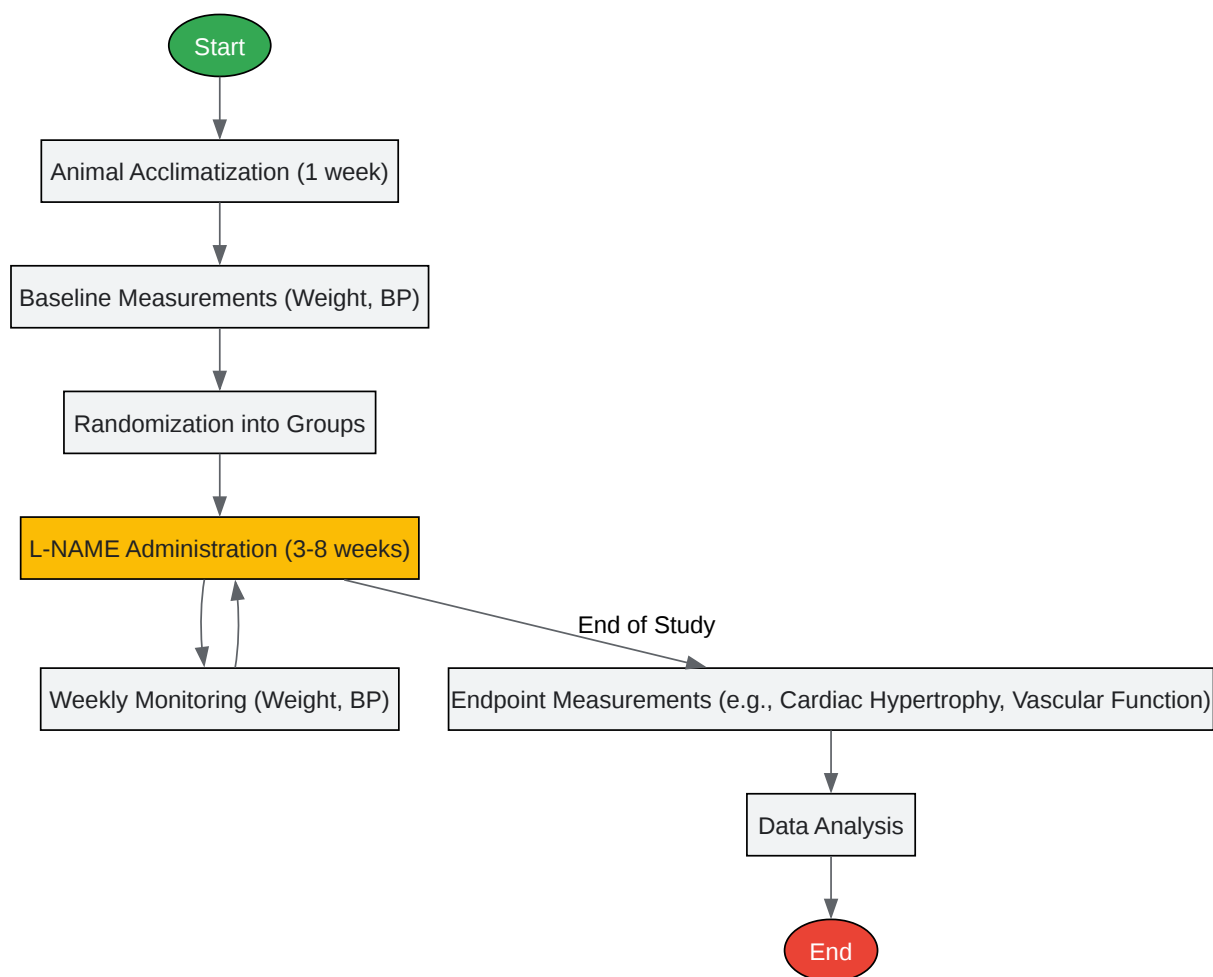 Start
Animal Acclimatization (1 week)
Baseline Measurements (Weight, BP)
Randomization into Groups
L-NAME Administration (3-8 weeks)
End of Study
Weekly Monitoring (Weight, BP)
Endpoint Measurements (e.g., Cardiac Hypertrophy, Vascular Function)
Data Analysis
End